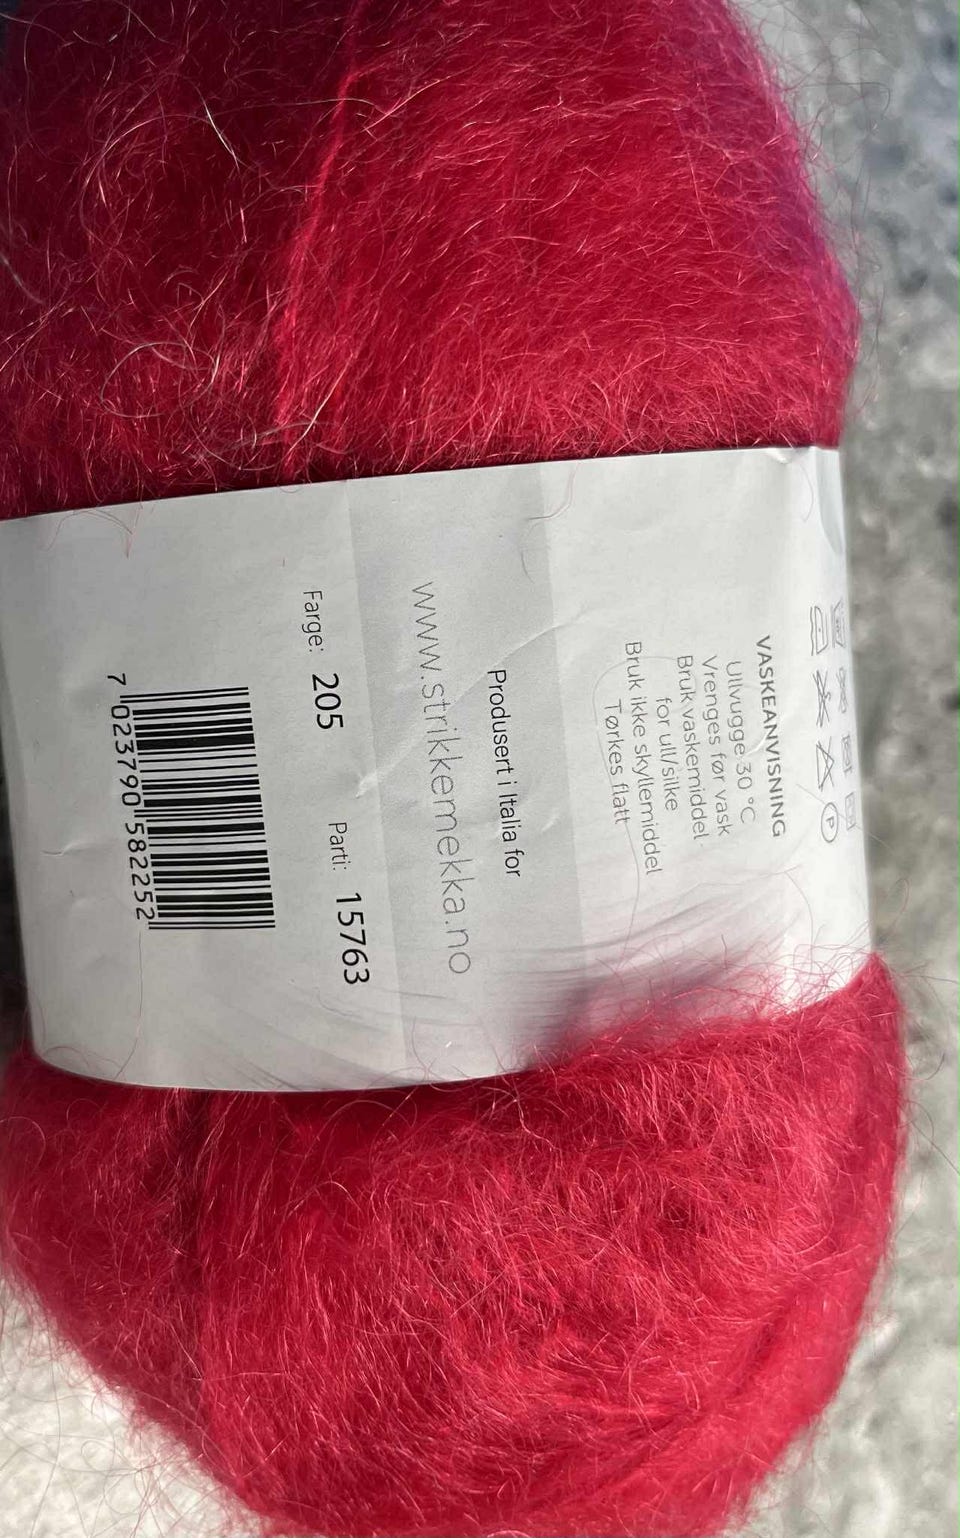 VASKEANVISNING
Ullvugge 30 °C
Vrenges før vask
Bruk vaskemiddel
for ull/silke
Bruk ikke skyllemiddel
Tørkes flatt
Produsert i Italia for
www.strikkemekka.no
Farge: 205 Parti: 15763
7 023790 582252